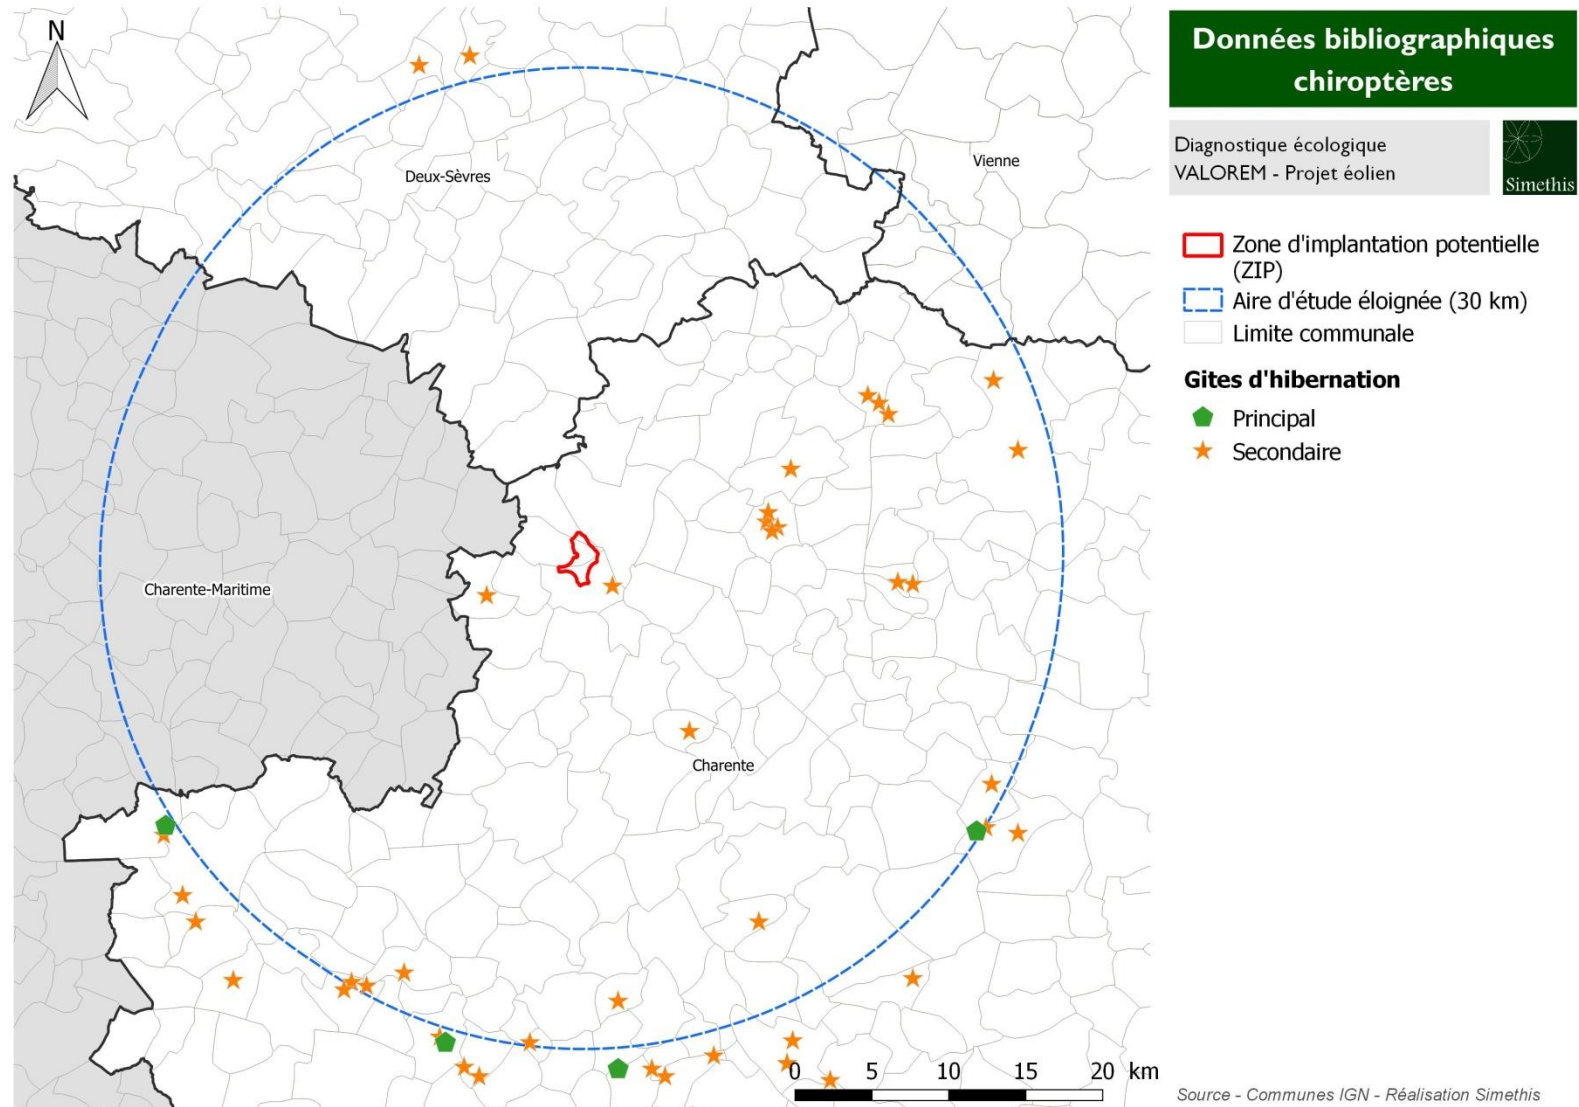 Données bibliographiques
chiroptères
Diagnostique écologique
VALOREM - Projet éolien
Simethis
Zone d'implantation potentielle
(ZIP)
Aire d'étude éloignée (30 km)
Limite communale
Gites d'hibernation
Principal
Secondaire
N
Deux-Sèvres
Vienne
Charente-Maritime
Charente
0 5 10 15 20 km
Source - Communes IGN - Réalisation Simethis